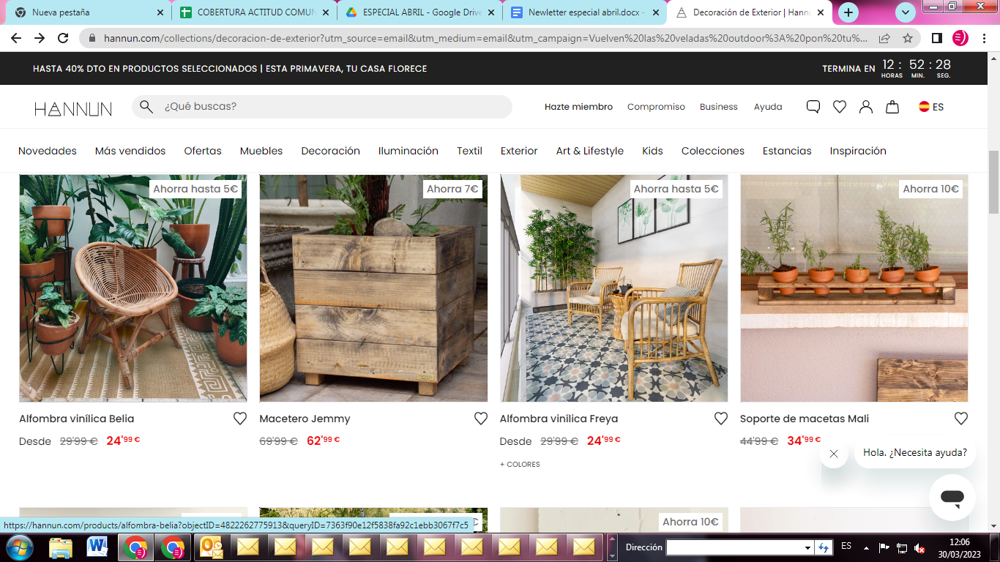 Nueva pestaña
COBERTURA ACTITUD COMUN
ESPECIAL ABRIL - Google Drive
Newletter especial abril.docx -
Decoración de Exterior | Hannu
hannun.com/collections/decoracion-de-exterior?utm_source=email&utm_medium=email&utm_campaign=Vuelven%20las%20veladas%20outdoor%3A%20pon%20tu%...
HASTA 40% DTO EN PRODUCTOS SELECCIONADOS | ESTA PRIMAVERA, TU CASA FLORECE
TERMINA EN 12 : 52 : 28
HORAS MIN. SEG.
HANNUN
¿Qué buscas?
Hazte miembro Compromiso Business Ayuda
ES
Novedades Más vendidos Ofertas Muebles Decoración Iluminación Textil Exterior Art & Lifestyle Kids Colecciones Estancias Inspiración
Ahorra hasta 5€
Ahorra 7€
Ahorra hasta 5€
Ahorra 10€
Alfombra vinílica Belia
Desde 29'99 € 24'99 €
Macetero Jemmy
69'99 € 62'99 €
Alfombra vinílica Freya
Desde 29'99 € 24'99 €
+ COLORES
Soporte de macetas Mali
44'99 € 34'99 €
Hola. ¿Necesita ayuda?
€
Ahorra 10€
https://hannun.com/products/alfombra-belia?objectID=4822262775913&queryID=7363f90e12f5838fa92c1ebb3067f7c5
Dirección
ES
12:06
30/03/2023